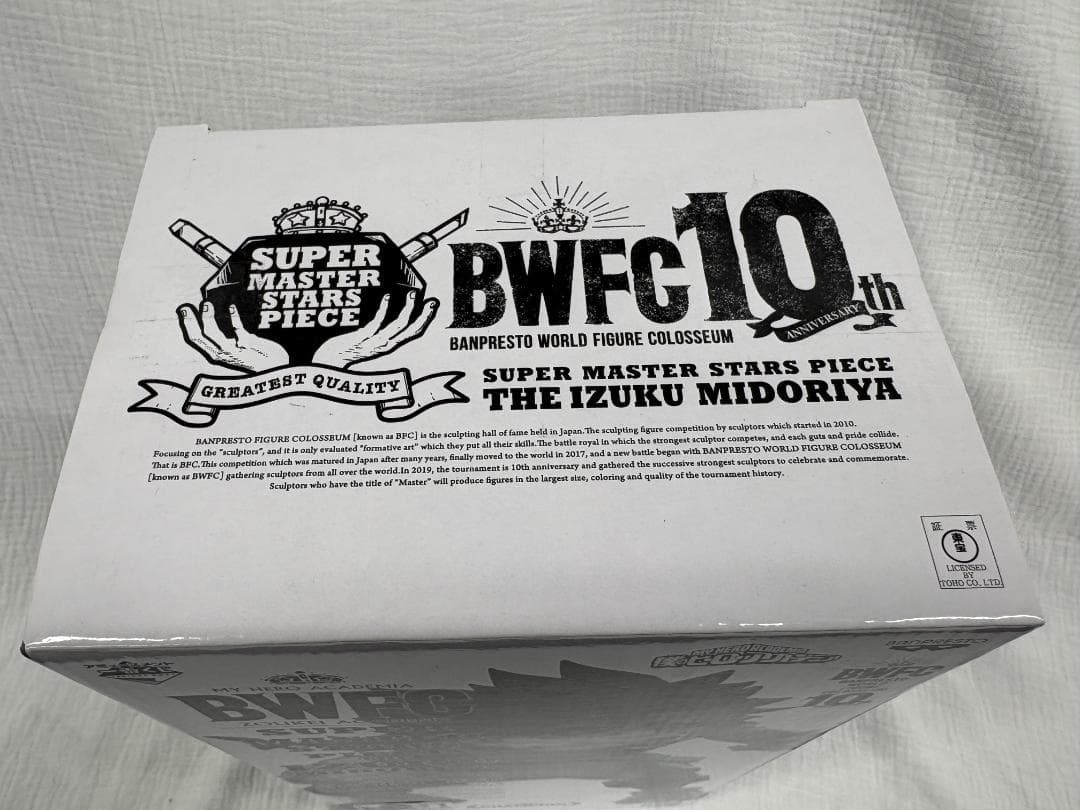 SUPER
MASTER
STARS
PIECE
GREATEST QUALITY
BWFC 10th
ANNIVERSARY
BANPRESTO WORLD FIGURE COLOSSEUM
SUPER MASTER STARS PIECE
THE IZUKU MIDORIYA
BANPRESTO FIGURE COLOSSEUM [known as BFC] is the sculpting hall of fame held in Japan.The sculpting figure competition by sculptors which started in 2010.
Focusing on the "sculptors", and it is only evaluated "formative art" which they put all their skills.The battle royal in which the strongest sculptor competes, and each guts and pride collide.
That is BFC.This competition which was matured in Japan after many years, finally moved to the world in 2017, and a new battle began with BANPRESTO WORLD FIGURE COLOSSEUM
[known as BWFC] gathering sculptors from all over the world.In 2019, the tournament is 10th anniversary and gathered the successive strongest sculptors to celebrate and commemorate.
Sculptors who have the title of "Master" will produce figures in the largest size, coloring and quality of the tournament history.
証 票
東宝
LICENSED
BY
TOHO CO., LTD.
MY HERO ACADEMIA
BWFC
SUPER
MY HERO ACADEMIA
BANPRESTO
BWFC
10